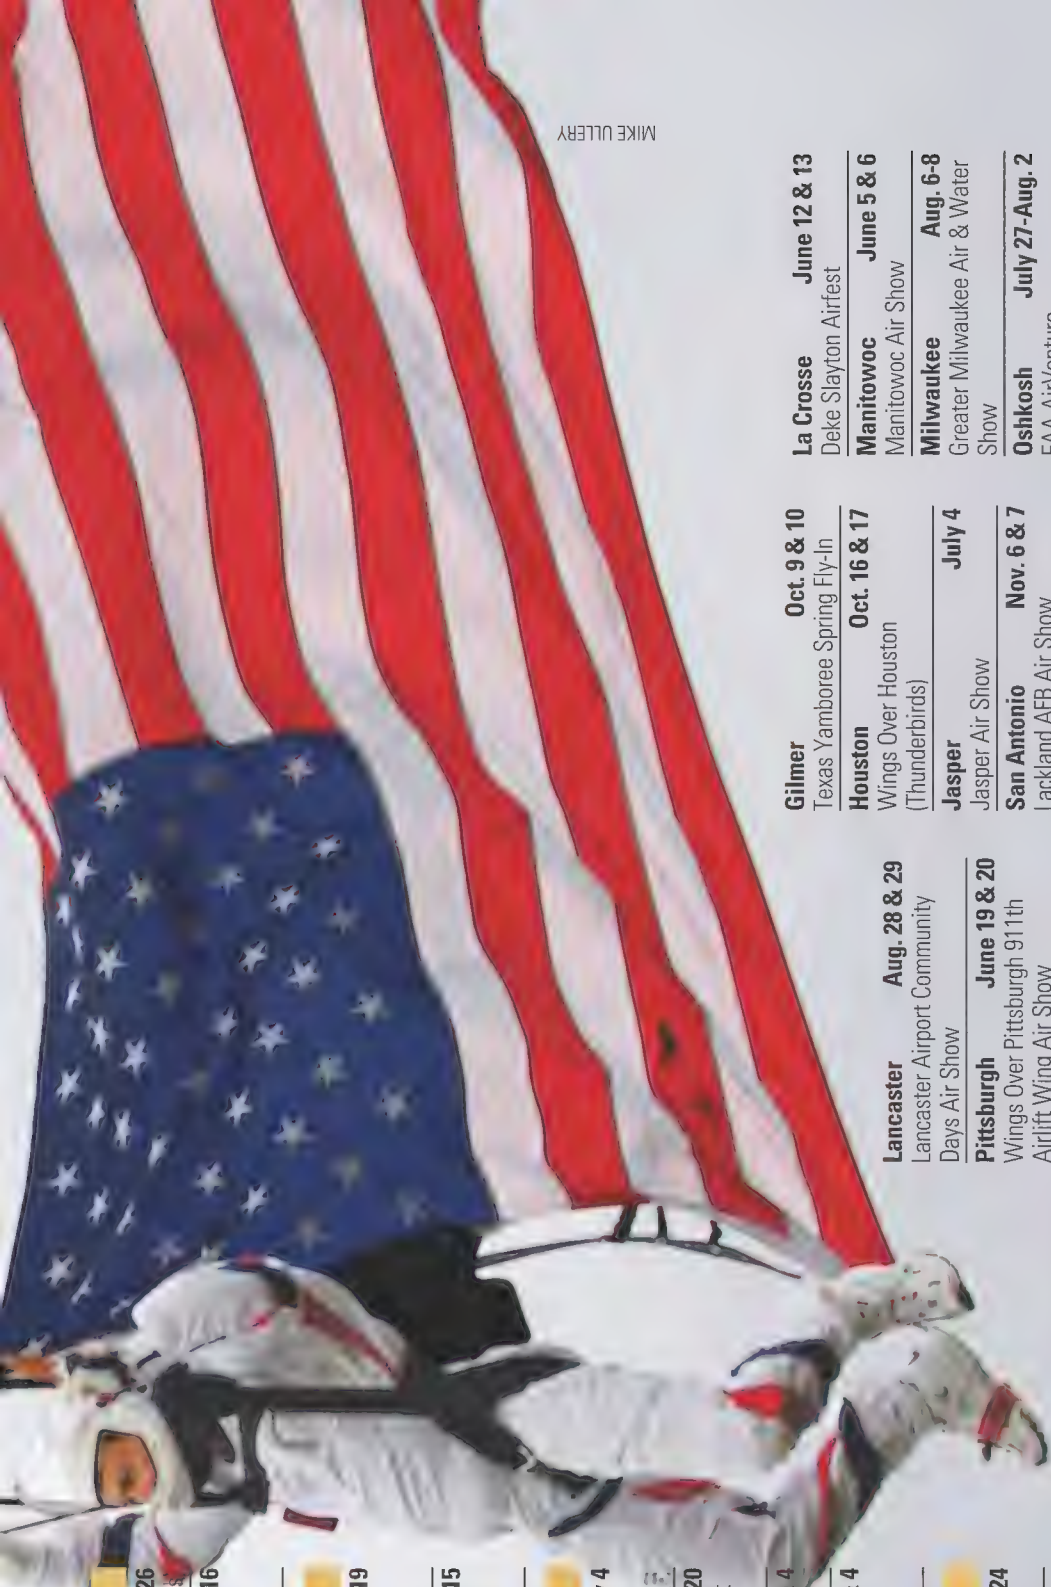 MIKE ULLERY
26
16
19
15
4
20
4
4
24
Lancaster Aug. 28 & 29
Lancaster Airport Community
Days Air Show
Pittsburgh June 19 & 20
Wings Over Pittsburgh 911th
Airlift Wing Air Show
Gilmer Oct. 9 & 10
Texas Yamboree Spring Fly-In
Houston Oct. 16 & 17
Wings Over Houston
(Thunderbirds)
Jasper July 4
Jasper Air Show
San Antonio Nov. 6 & 7
Lackland AFB Air Show
La Crosse June 12 & 13
Deke Slayton Airfest
Manitowoc June 5 & 6
Manitowoc Air Show
Milwaukee Aug. 6-8
Greater Milwaukee Air & Water
Show
Oshkosh July 27-Aug. 2
EAA AirVenture